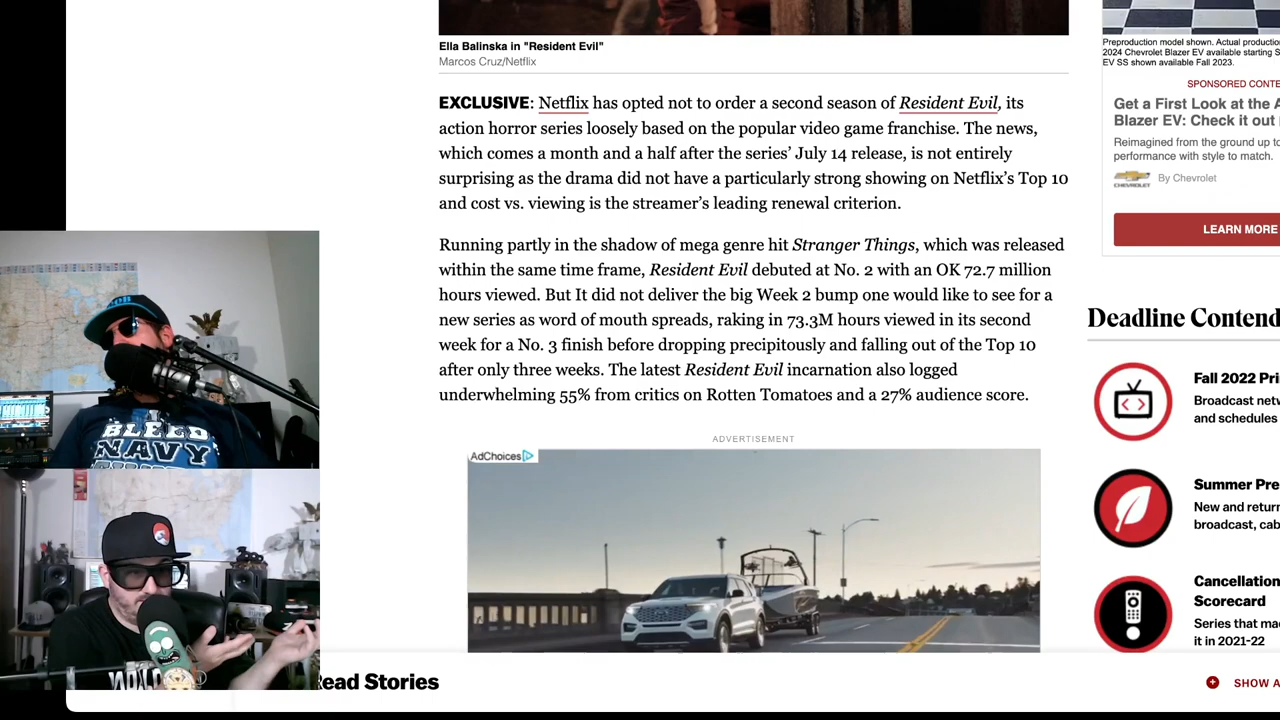 Ella Balinska in "Resident Evil"
Marcos Cruz/Netflix
EXCLUSIVE: Netflix has opted not to order a second season of Resident Evil, its
action horror series loosely based on the popular video game franchise. The news,
which comes a month and a half after the series’ July 14 release, is not entirely
surprising as the drama did not have a particularly strong showing on Netflix’s Top 10
and cost vs. viewing is the streamer’s leading renewal criterion.
Running partly in the shadow of mega genre hit Stranger Things, which was released
within the same time frame, Resident Evil debuted at No. 2 with an OK 72.7 million
hours viewed. But It did not deliver the big Week 2 bump one would like to see for a
new series as word of mouth spreads, raking in 73.3M hours viewed in its second
week for a No. 3 finish before dropping precipitously and falling out of the Top 10
after only three weeks. The latest Resident Evil incarnation also logged
underwhelming 55% from critics on Rotten Tomatoes and a 27% audience score.
ADVERTISEMENT
AdChoices
Preproduction model shown. Actual productio
2024 Chevrolet Blazer EV available starting S
EV SS shown available Fall 2023.
SPONSORED CONTE
Get a First Look at the A
Blazer EV: Check it out
Reimagined from the ground up to
performance with style to match.
CHEVROLET
By Chevrolet
LEARN MORE
Deadline Contend
Fall 2022 Pri
Broadcast netw
and schedules
Summer Pre
New and return
broadcast, cab
Cancellation
Scorecard
Series that ma
it in 2021-22
I
BLEED
NAVY
Read Stories
SHOW A